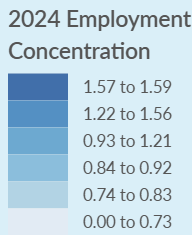 2024 Employment
Concentration
1.57 to 1.59
1.22 to 1.56
0.93 to 1.21
0.84 to 0.92
0.74 to 0.83
0.00 to 0.73